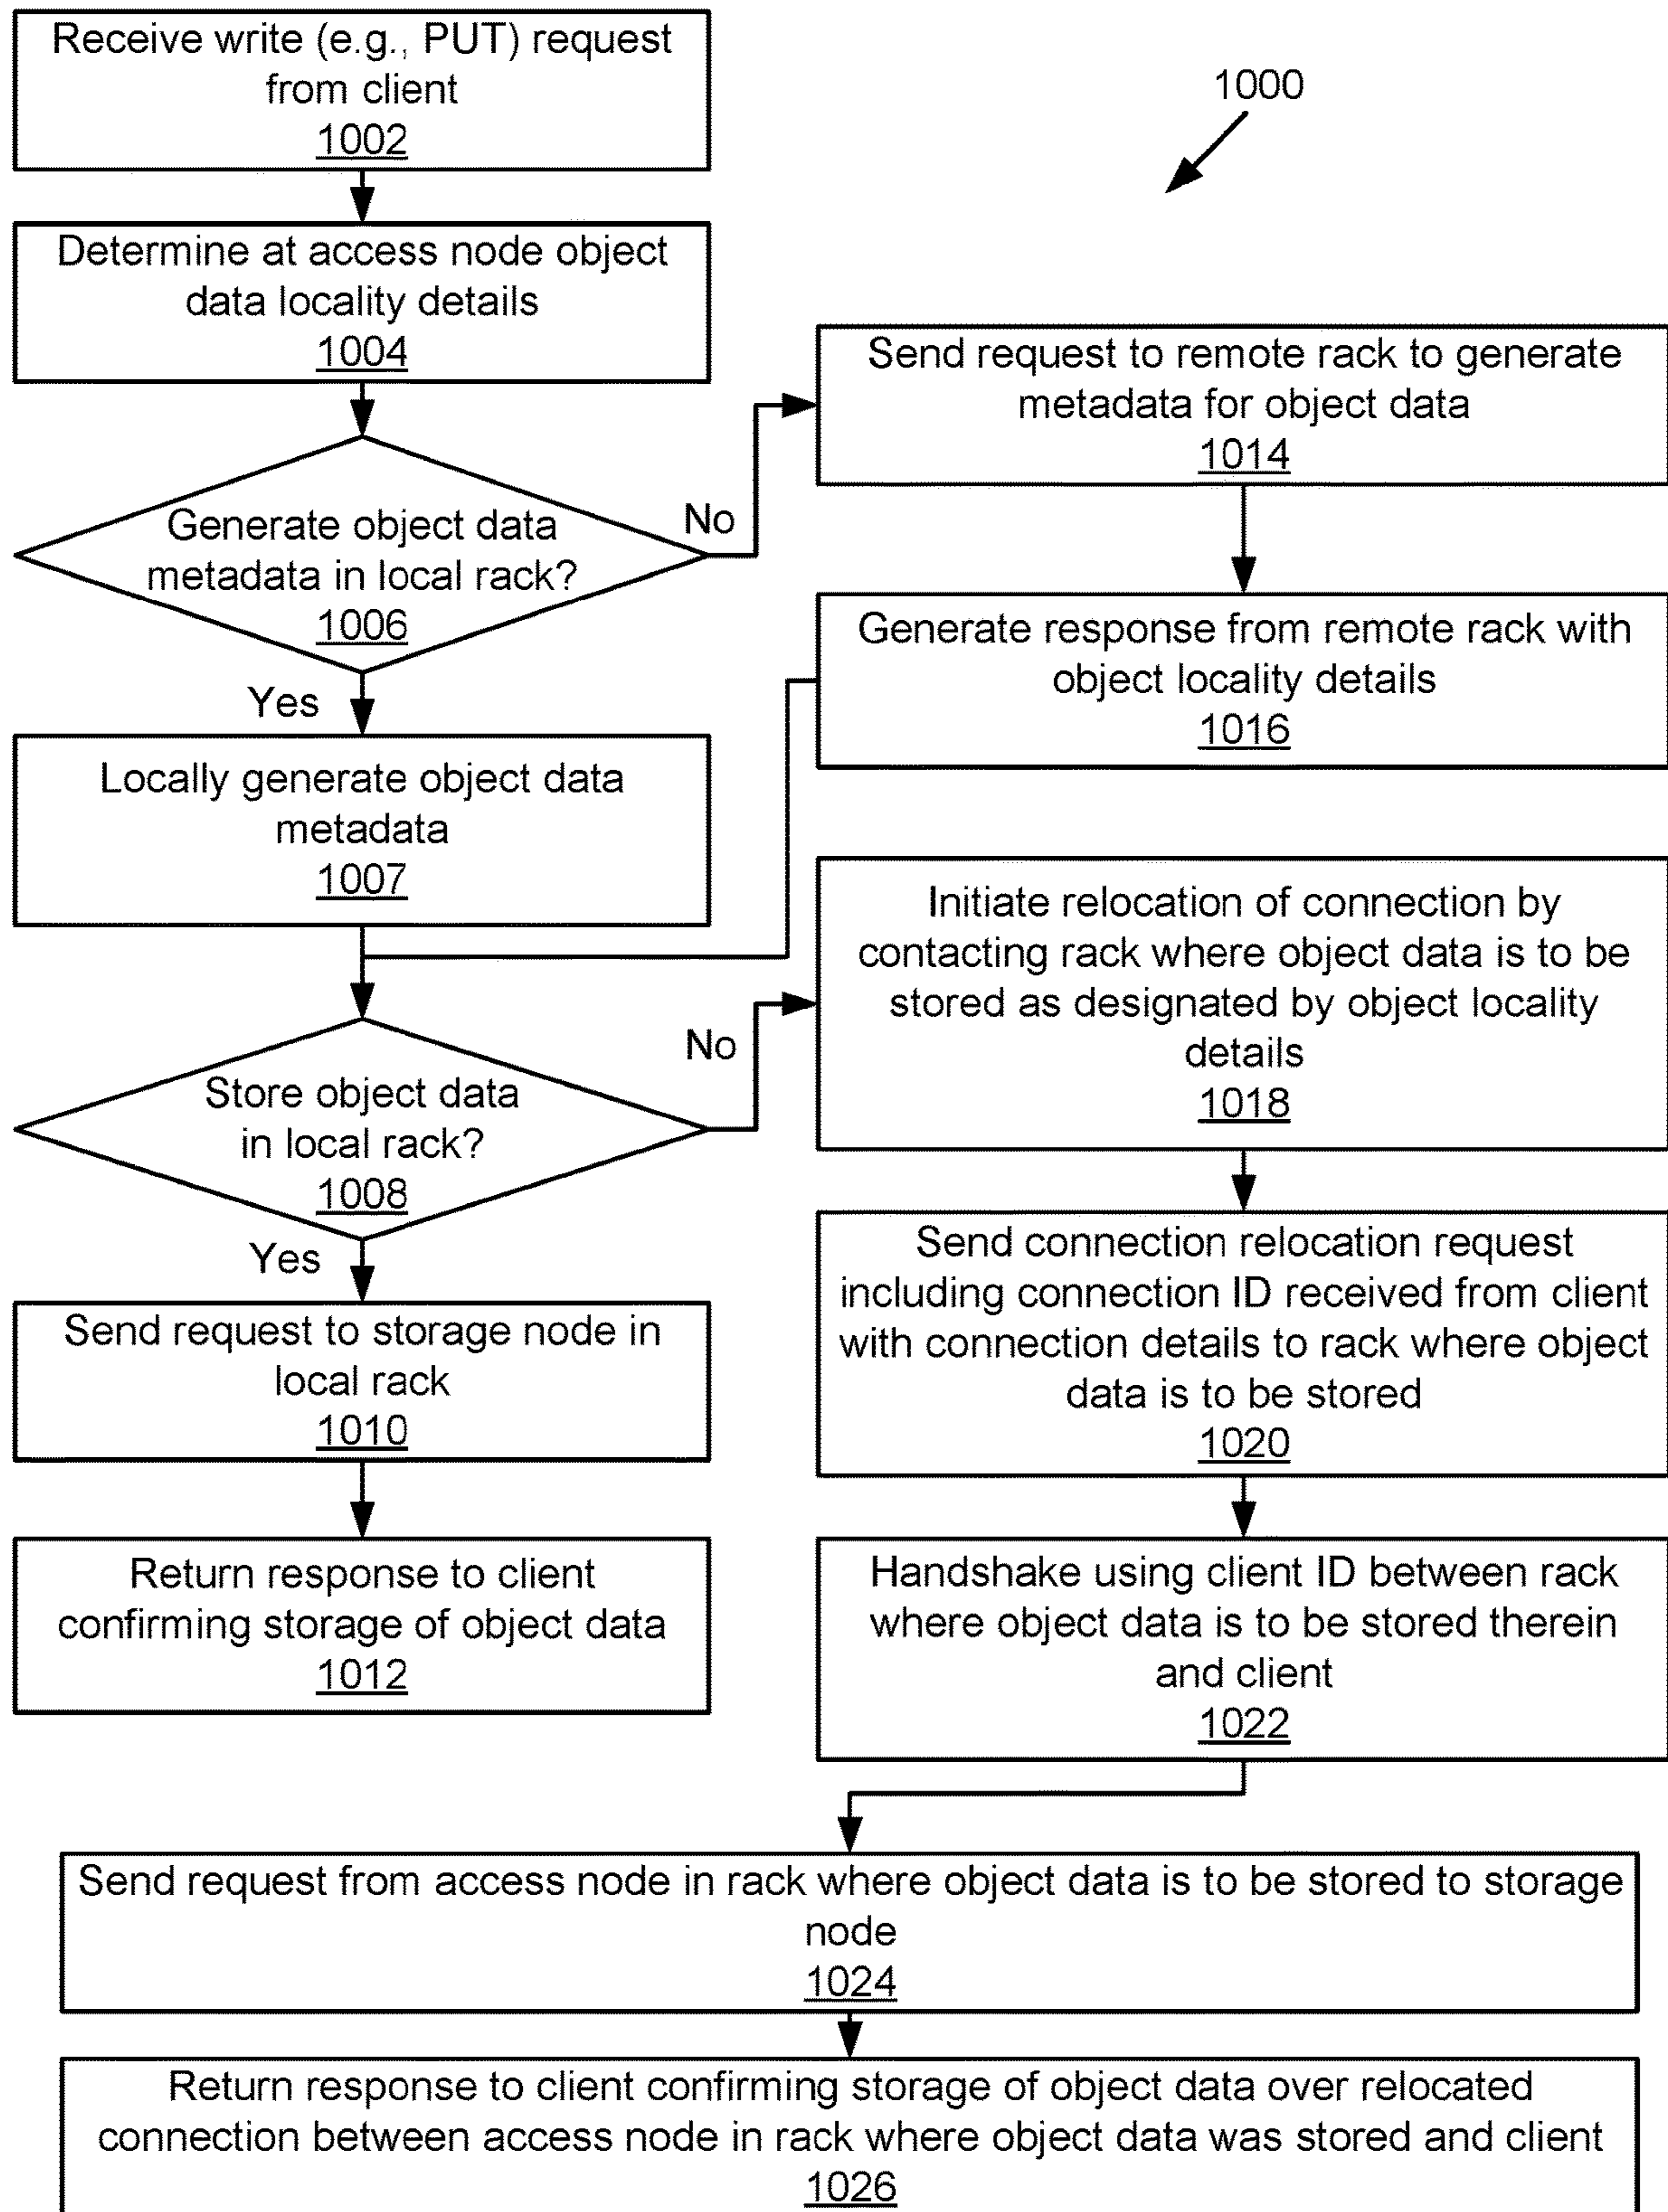 Receive write (e.g., PUT) request
from client
1002
1000
Determine at access node object
data locality details
1004
Generate object data
metadata in local rack?
1006
No
Yes
Send request to remote rack to generate
metadata for object data
1014
Generate response from remote rack with
object locality details
1016
Locally generate object data
metadata
1007
Store object data
in local rack?
1008
No
Yes
Initiate relocation of connection by
contacting rack where object data is to be
stored as designated by object locality
details
1018
Send request to storage node in
local rack
1010
Send connection relocation request
including connection ID received from client
with connection details to rack where object
data is to be stored
1020
Return response to client
confirming storage of object data
1012
Handshake using client ID between rack
where object data is to be stored therein
and client
1022
Send request from access node in rack where object data is to be stored to storage
node
1024
Return response to client confirming storage of object data over relocated
connection between access node in rack where object data was stored and client
1026